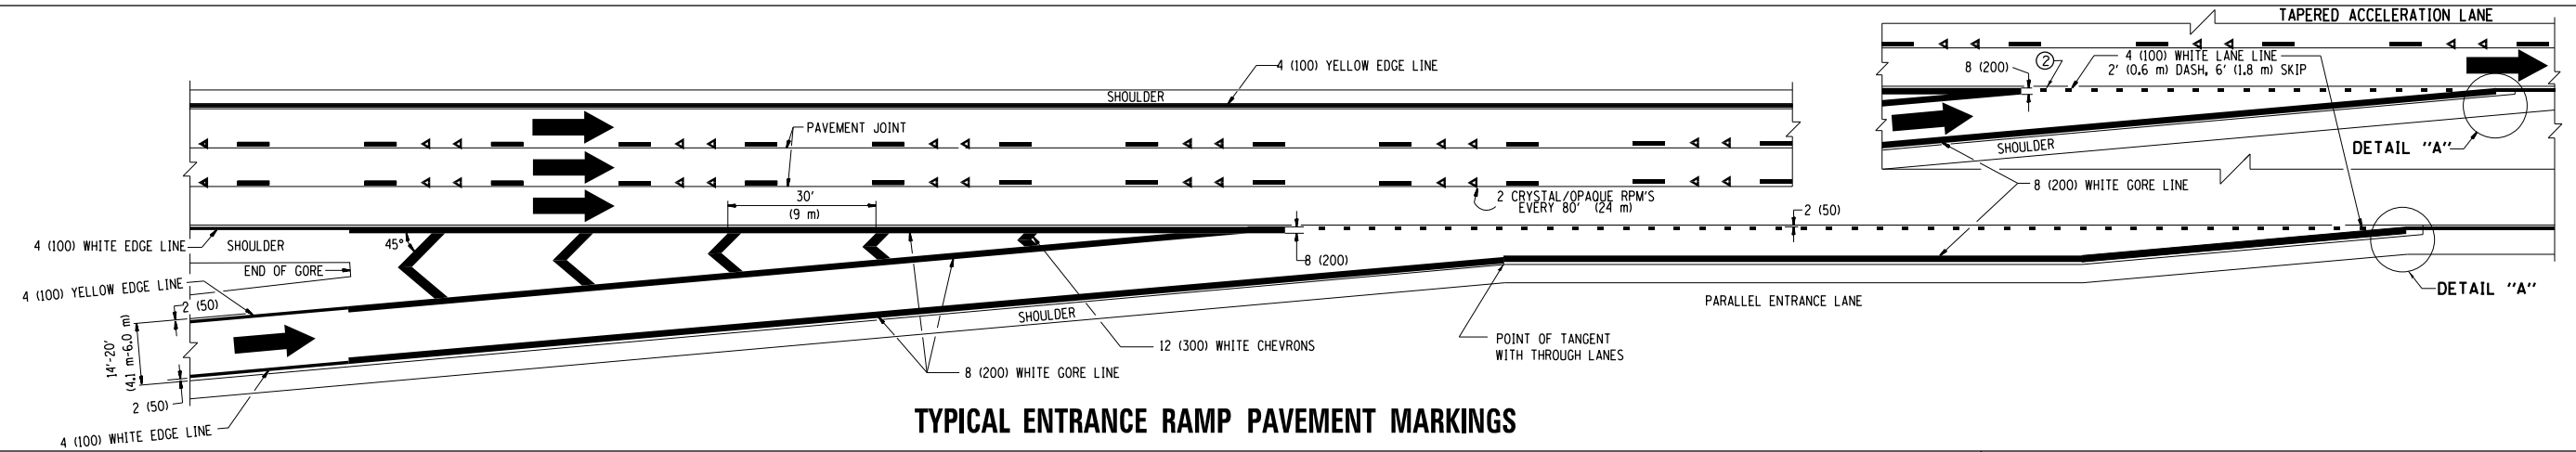 TAPERED ACCELERATION LANE
4 (100) YELLOW EDGE LINE
8 (200)
2
4 (100) WHITE LANE LINE
2' (0.6 m) DASH, 6' (1.8 m) SKIP
SHOULDER
PAVEMENT JOINT
SHOULDER
DETAIL "A"
30'
(9 m)
2 CRYSTAL/OPAQUE RPM'S
EVERY 80' (24 m)
8 (200) WHITE GORE LINE
2 (50)
4 (100) WHITE EDGE LINE
SHOULDER
45°
END OF GORE
8 (200)
4 (100) YELLOW EDGE LINE
2 (50)
DETAIL "A"
PARALLEL ENTRANCE LANE
SHOULDER
14'-20'
(4.1 m-6.0 m)
12 (300) WHITE CHEVRONS
POINT OF TANGENT
WITH THROUGH LANES
8 (200) WHITE GORE LINE
2 (50)
4 (100) WHITE EDGE LINE
TYPICAL ENTRANCE RAMP PAVEMENT MARKINGS